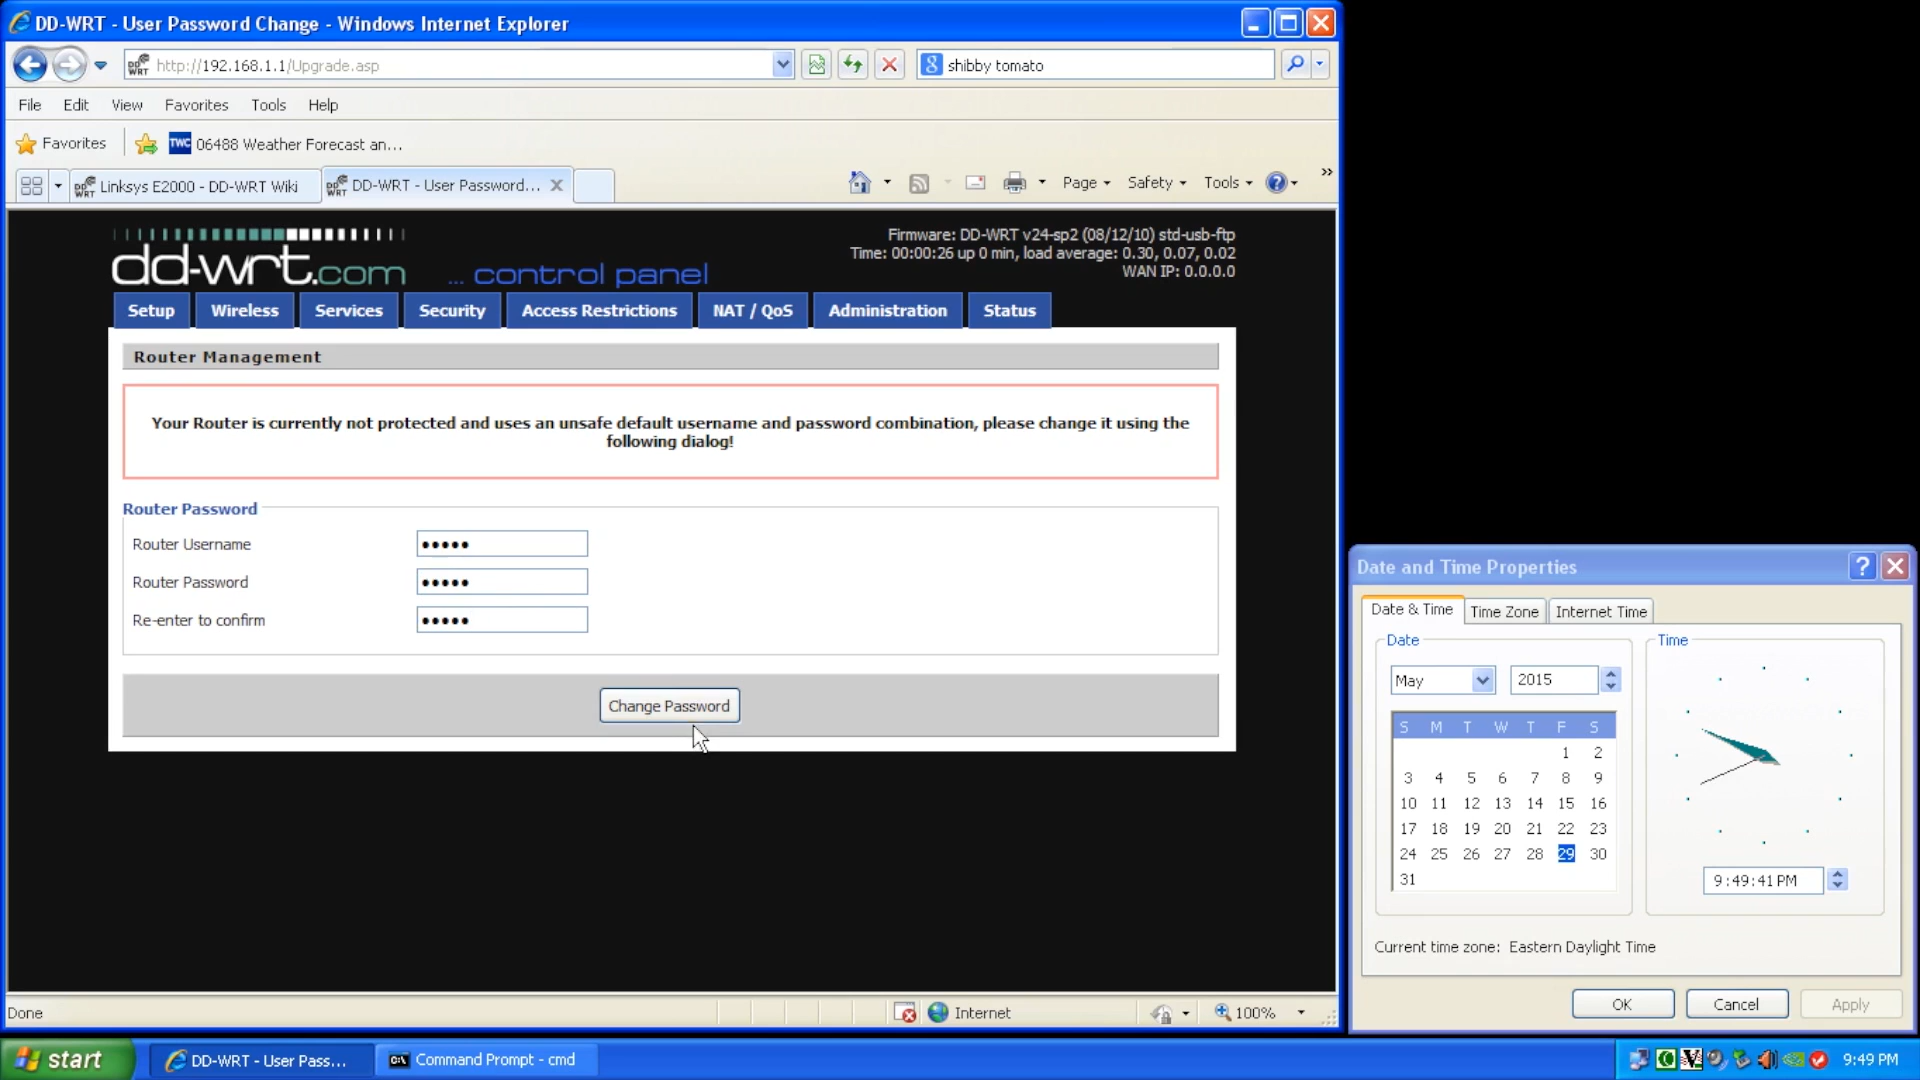 DD-WRT - User Password Change - Windows Internet Explorer
http://192.168.1.1/Upgrade.asp
shibby tomato
File Edit View Favorites Tools Help
Favorites
TWC 06488 Weather Forecast an...
Linksys E2000 - DD-WRT Wiki
DD-WRT - User Password...
Page Safety Tools
dd-wrt.com
... control panel
Firmware: DD-WRT v24-sp2 (08/12/10) std-usb-ftp
Time: 00:00:26 up 0 min, load average: 0.30, 0.07, 0.02
WAN IP: 0.0.0.0
Setup Wireless Services Security Access Restrictions NAT / QoS Administration Status
Router Management
Your Router is currently not protected and uses an unsafe default username and password combination, please change it using the
following dialog!
Router Password
Router Username
Router Password
Re-enter to confirm
Change Password
Done
Internet
100%
Date and Time Properties
Date & Time Time Zone Internet Time
Date
May 2015
S M T W T F S
1 2
3 4 5 6 7 8 9
10 11 12 13 14 15 16
17 18 19 20 21 22 23
24 25 26 27 28 29 30
31
Time
9:49:41 PM
Current time zone: Eastern Daylight Time
OK Cancel Apply
start
DD-WRT - User Pass...
Command Prompt - cmd
9:49 PM